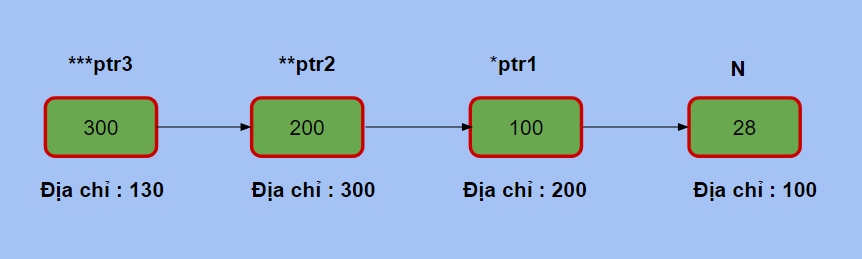 ***ptr3 **ptr2 *ptr1 N
300 200 100 28
Địa chỉ : 130 Địa chỉ : 300 Địa chỉ : 200 Địa chỉ : 100